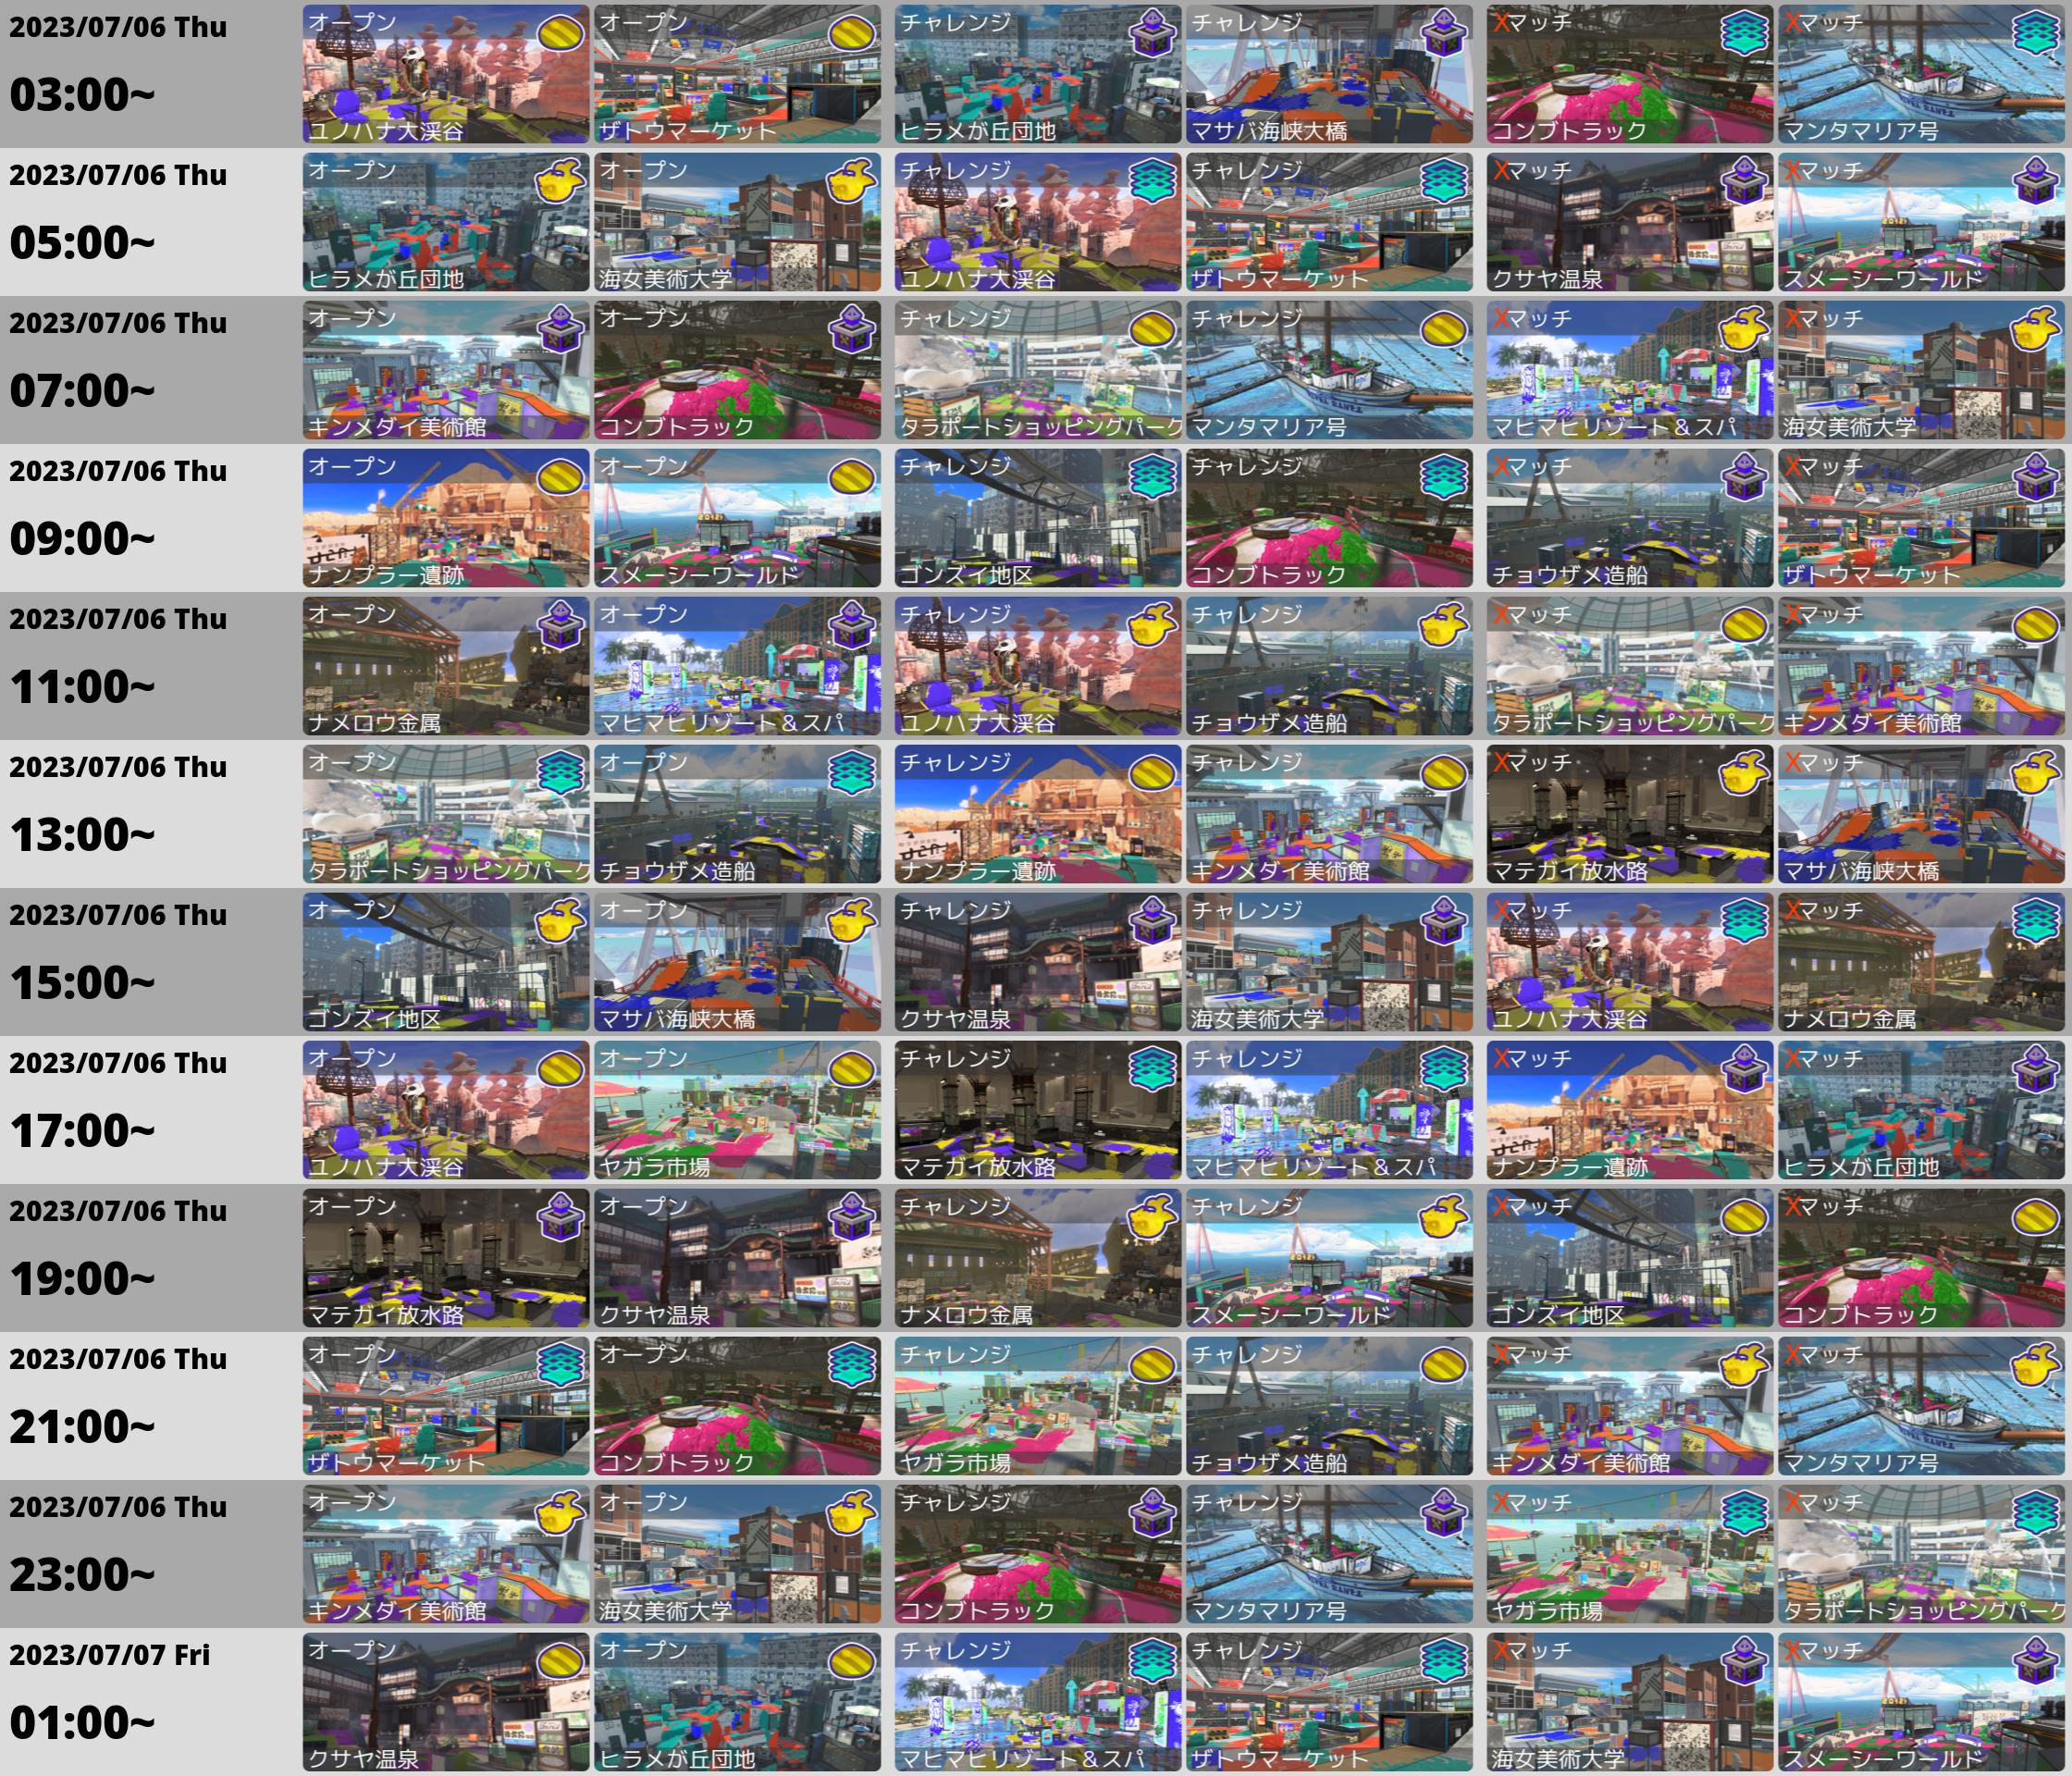 2023/07/06 Thu
03:00~
オープン
ユノハナ大渓谷
オープン
ザトウマーケット
チャレンジ
ヒラメが丘団地
チャレンジ
マサバ海峡大橋
Xマッチ
コンブトラック
Xマッチ
マンタマリア号
2023/07/06 Thu
05:00~
オープン
ヒラメが丘団地
オープン
海女美術大学
チャレンジ
ユノハナ大渓谷
チャレンジ
ザトウマーケット
Xマッチ
クサヤ温泉
Xマッチ
スメーシーワールド
2023/07/06 Thu
07:00~
オープン
キンメダイ美術館
オープン
コンブトラック
チャレンジ
タラポートショッピングパーク
チャレンジ
マンタマリア号
Xマッチ
マヒマヒリゾート＆スパ
Xマッチ
海女美術大学
2023/07/06 Thu
09:00~
オープン
ナンプラー遺跡
オープン
スメーシーワールド
チャレンジ
ゴンズイ地区
チャレンジ
コンブトラック
Xマッチ
チョウザメ造船
Xマッチ
ザトウマーケット
2023/07/06 Thu
11:00~
オープン
ナメロウ金属
オープン
マヒマヒリゾート＆スパ
チャレンジ
ユノハナ大渓谷
チャレンジ
チョウザメ造船
Xマッチ
タラポートショッピングパーク
Xマッチ
キンメダイ美術館
2023/07/06 Thu
13:00~
オープン
タラポートショッピングパーク
オープン
チョウザメ造船
チャレンジ
ナンプラー遺跡
チャレンジ
キンメダイ美術館
Xマッチ
マテガイ放水路
Xマッチ
マサバ海峡大橋
2023/07/06 Thu
15:00~
オープン
ゴンズイ地区
オープン
マサバ海峡大橋
チャレンジ
クサヤ温泉
チャレンジ
海女美術大学
Xマッチ
ユノハナ大渓谷
Xマッチ
ナメロウ金属
2023/07/06 Thu
17:00~
オープン
ユノハナ大渓谷
オープン
ヤガラ市場
チャレンジ
マテガイ放水路
チャレンジ
マヒマヒリゾート＆スパ
Xマッチ
ナンプラー遺跡
Xマッチ
ヒラメが丘団地
2023/07/06 Thu
19:00~
オープン
マテガイ放水路
オープン
クサヤ温泉
チャレンジ
ナメロウ金属
チャレンジ
スメーシーワールド
Xマッチ
ゴンズイ地区
Xマッチ
コンブトラック
2023/07/06 Thu
21:00~
オープン
ザトウマーケット
オープン
コンブトラック
チャレンジ
ヤガラ市場
チャレンジ
チョウザメ造船
Xマッチ
キンメダイ美術館
Xマッチ
マンタマリア号
2023/07/06 Thu
23:00~
オープン
キンメダイ美術館
オープン
海女美術大学
チャレンジ
コンブトラック
チャレンジ
マンタマリア号
Xマッチ
ヤガラ市場
Xマッチ
タラポートショッピングパーク
2023/07/07 Fri
01:00~
オープン
クサヤ温泉
オープン
ヒラメが丘団地
チャレンジ
マヒマヒリゾート＆スパ
チャレンジ
ザトウマーケット
Xマッチ
海女美術大学
Xマッチ
スメーシーワールド